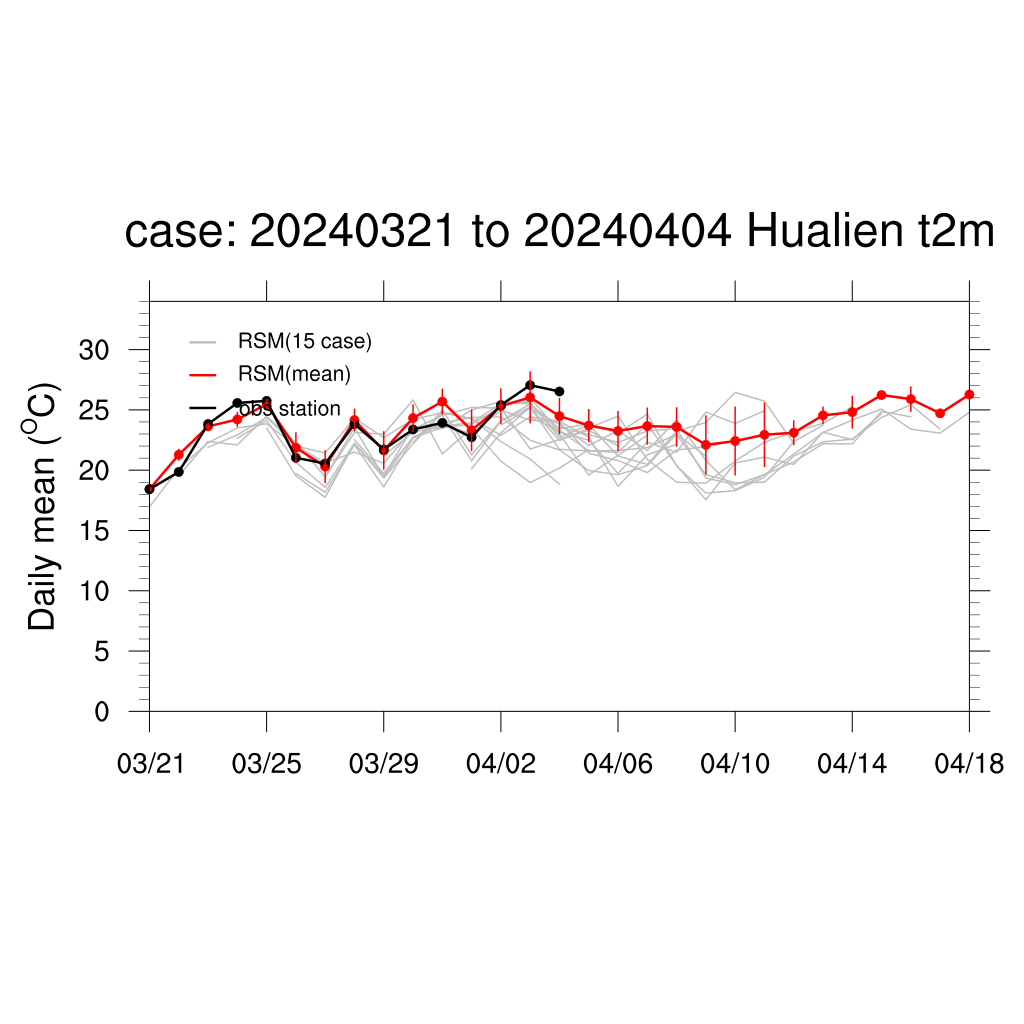 case: 20240321 to 20240404 Hualien t2m
RSM(15 case)
RSM(mean)
obs station
Daily mean (°C)
30
25
20
15
10
5
0
03/21 03/25 03/29 04/02 04/06 04/10 04/14 04/18